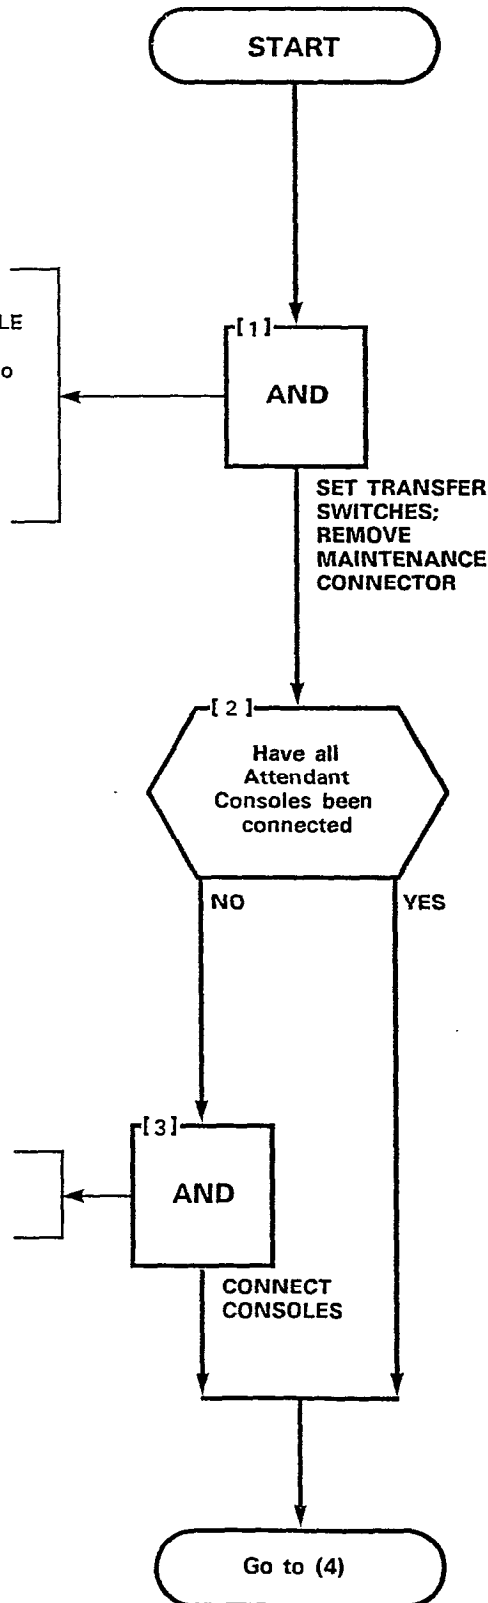 START
LE
o
[1]
AND
SET TRANSFER
SWITCHES;
REMOVE
MAINTENANCE
CONNECTOR
[2]
Have all
Attendant
Consoles been
connected
NO
YES
[3]
AND
CONNECT
CONSOLES
Go to (4)